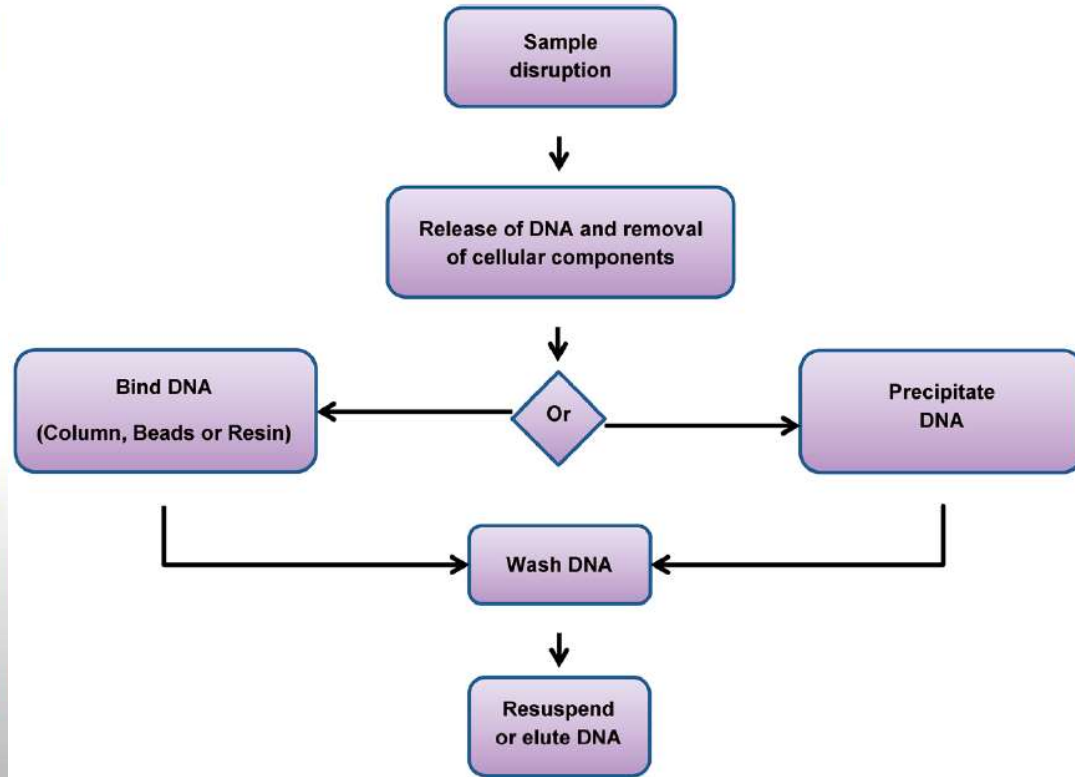 Sample
disruption
Release of DNA and removal
of cellular components
Or
Bind DNA
(Column, Beads or Resin)
Precipitate
DNA
Wash DNA
Resuspend
or elute DNA